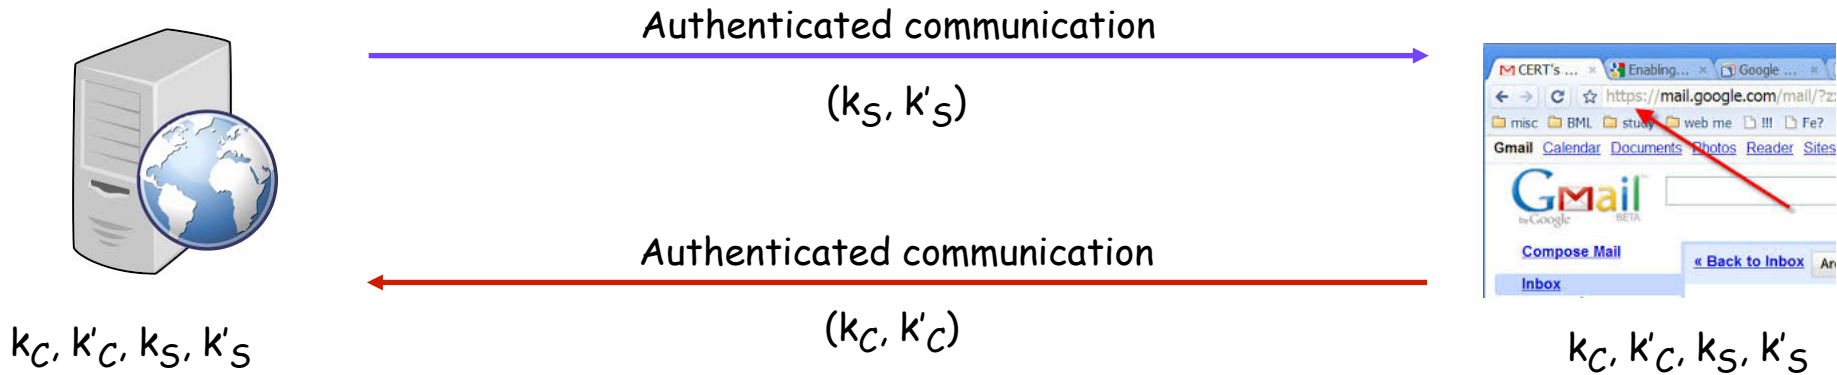 Authenticated communication
(kS, k'S)
Authenticated communication
(kC, k'C)
kC, k'C, kS, k'S
CERT's ... × Enabling... × Google ... ×
https://mail.google.com/mail/?z
misc BML study web me !!! Fe?
Gmail Calendar Documents Photos Reader Sites
Gmail
by Google BETA
Compose Mail
« Back to Inbox
Inbox
kC, k'C, kS, k'S